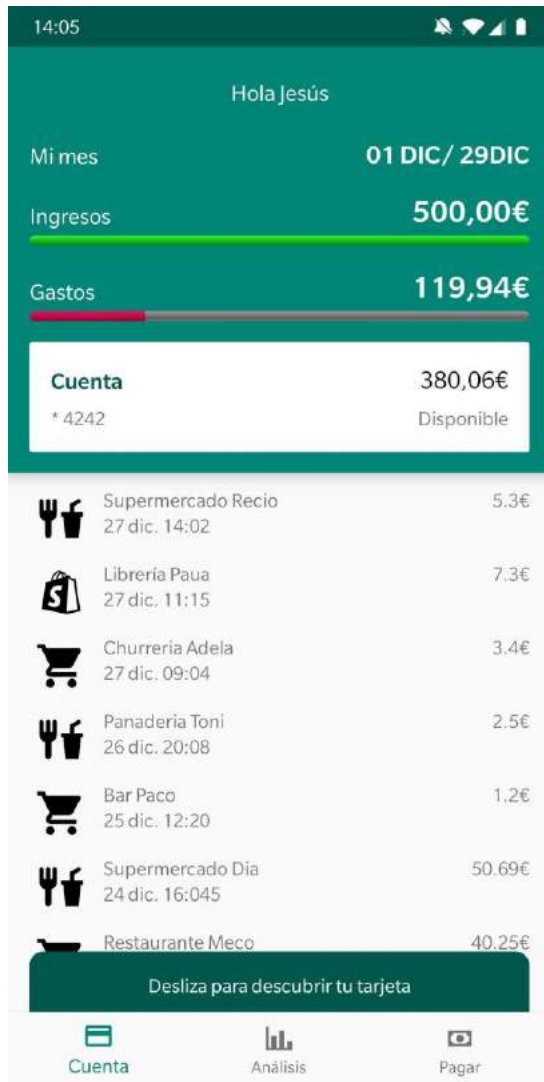 14:05
Hola Jesús
Mi mes 01 DIC/ 29DIC
Ingresos 500,00€
Gastos 119,94€
Cuenta 380,06€
* 4242 Disponible
Supermercado Recio 5.3€
27 dic. 14:02
Librería Paua 7.3€
27 dic. 11:15
Churreria Adela 3.4€
27 dic. 09:04
Panaderia Toni 2.5€
26 dic. 20:08
Bar Paco 1.2€
25 dic. 12:20
Supermercado Dia 50.69€
24 dic. 16:045
Restaurante Meco 40.25€
Desliza para descubrir tu tarjeta
Cuenta Análisis Pagar